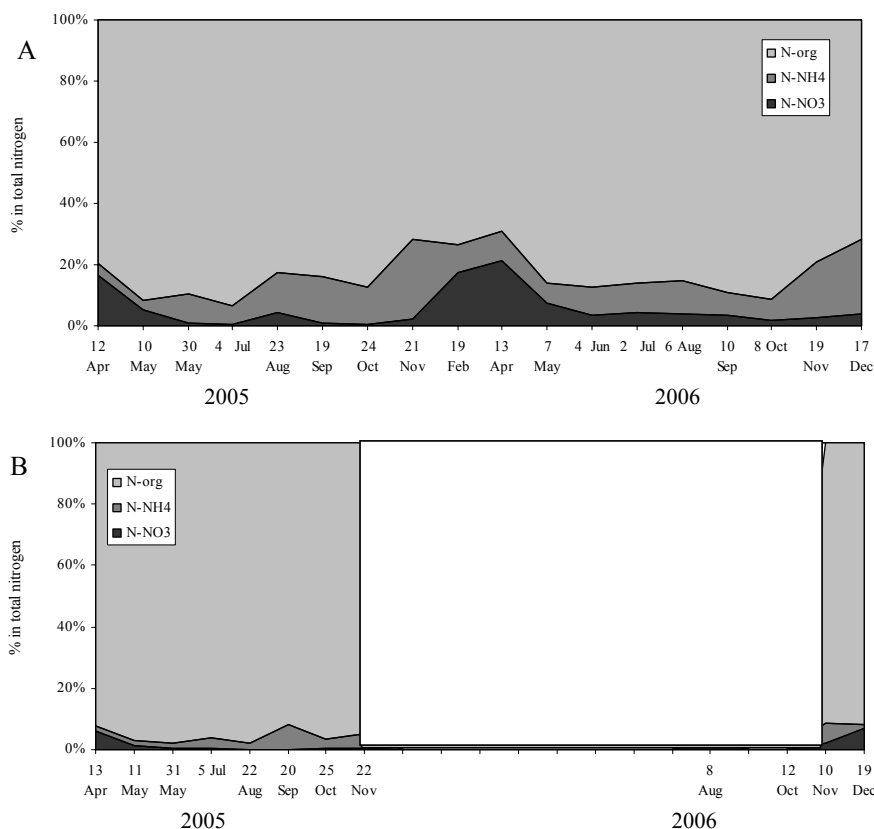 A
100%
80%
60%
40%
20%
0%
% in total nitrogen
N-org
N-NH4
N-NO3
12 10 30 4 Jul 23 19 24 21 19 13 7 4 Jun 2 Jul 6 Aug 10 8 Oct 19 17
Apr May May Aug Sep Oct Nov Feb Apr May Sep Nov Dec
2005 2006
B
100%
80%
60%
40%
20%
0%
% in total nitrogen
N-org
N-NH4
N-NO3
13 11 31 5 Jul 22 20 25 22 8 12 10 19
Apr May May Aug Sep Oct Nov Aug Oct Nov Dec
2005 2006